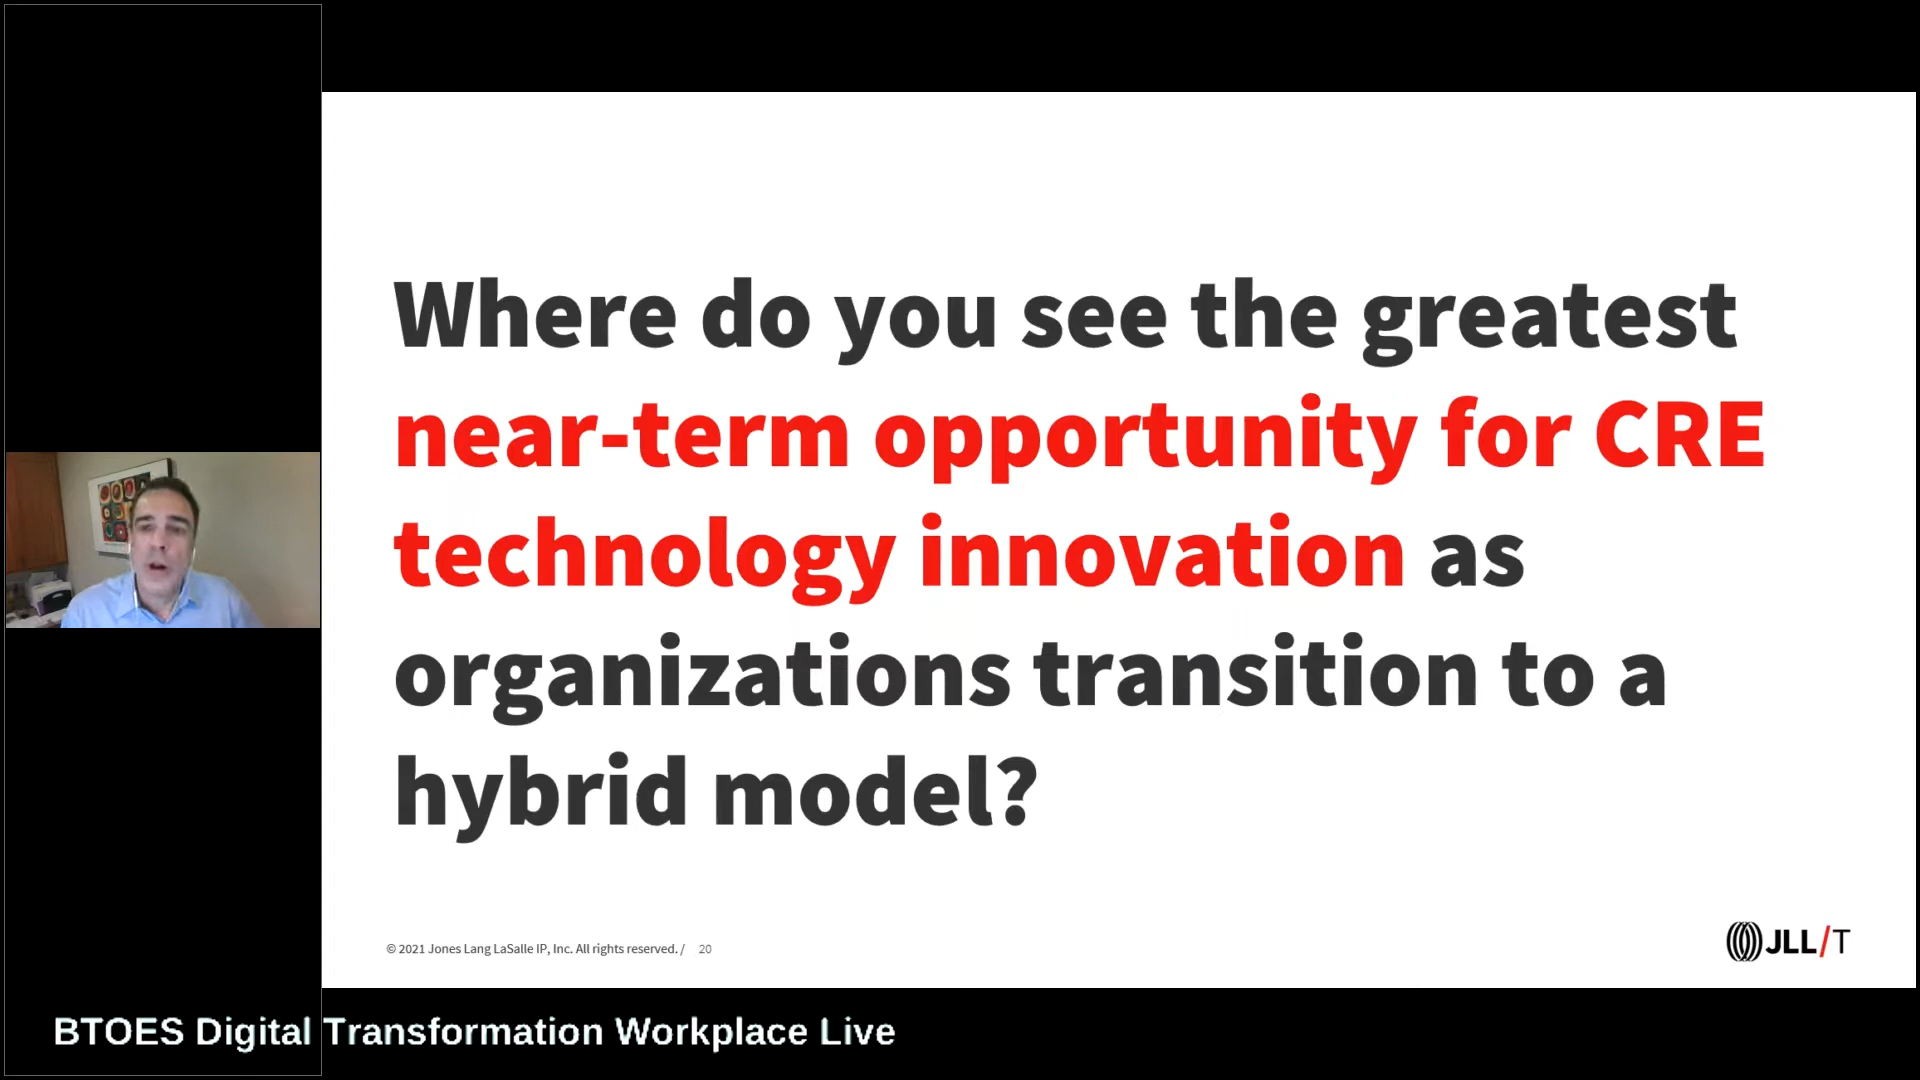 Where do you see the greatest
near-term opportunity for CRE
technology innovation as
organizations transition to a
hybrid model?
© 2021 Jones Lang LaSalle IP, Inc. All rights reserved. / 20
JLL/T
BTOES Digital Transformation Workplace Live